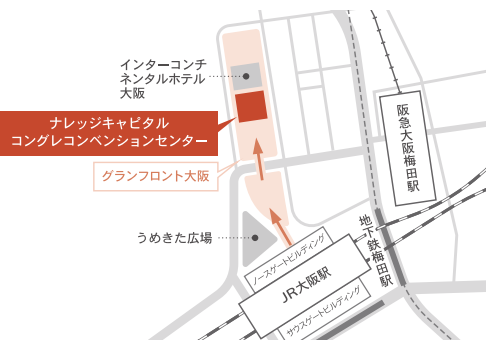 インターコンチ
ネンタルホテル
大阪
ナレッジキャピタル
コングレコンベンションセンター
グランフロント大阪
うめきた広場
阪急大阪梅田駅
地下鉄梅田駅
ノースゲートビルディング
JR大阪駅
サウスゲートビルディング